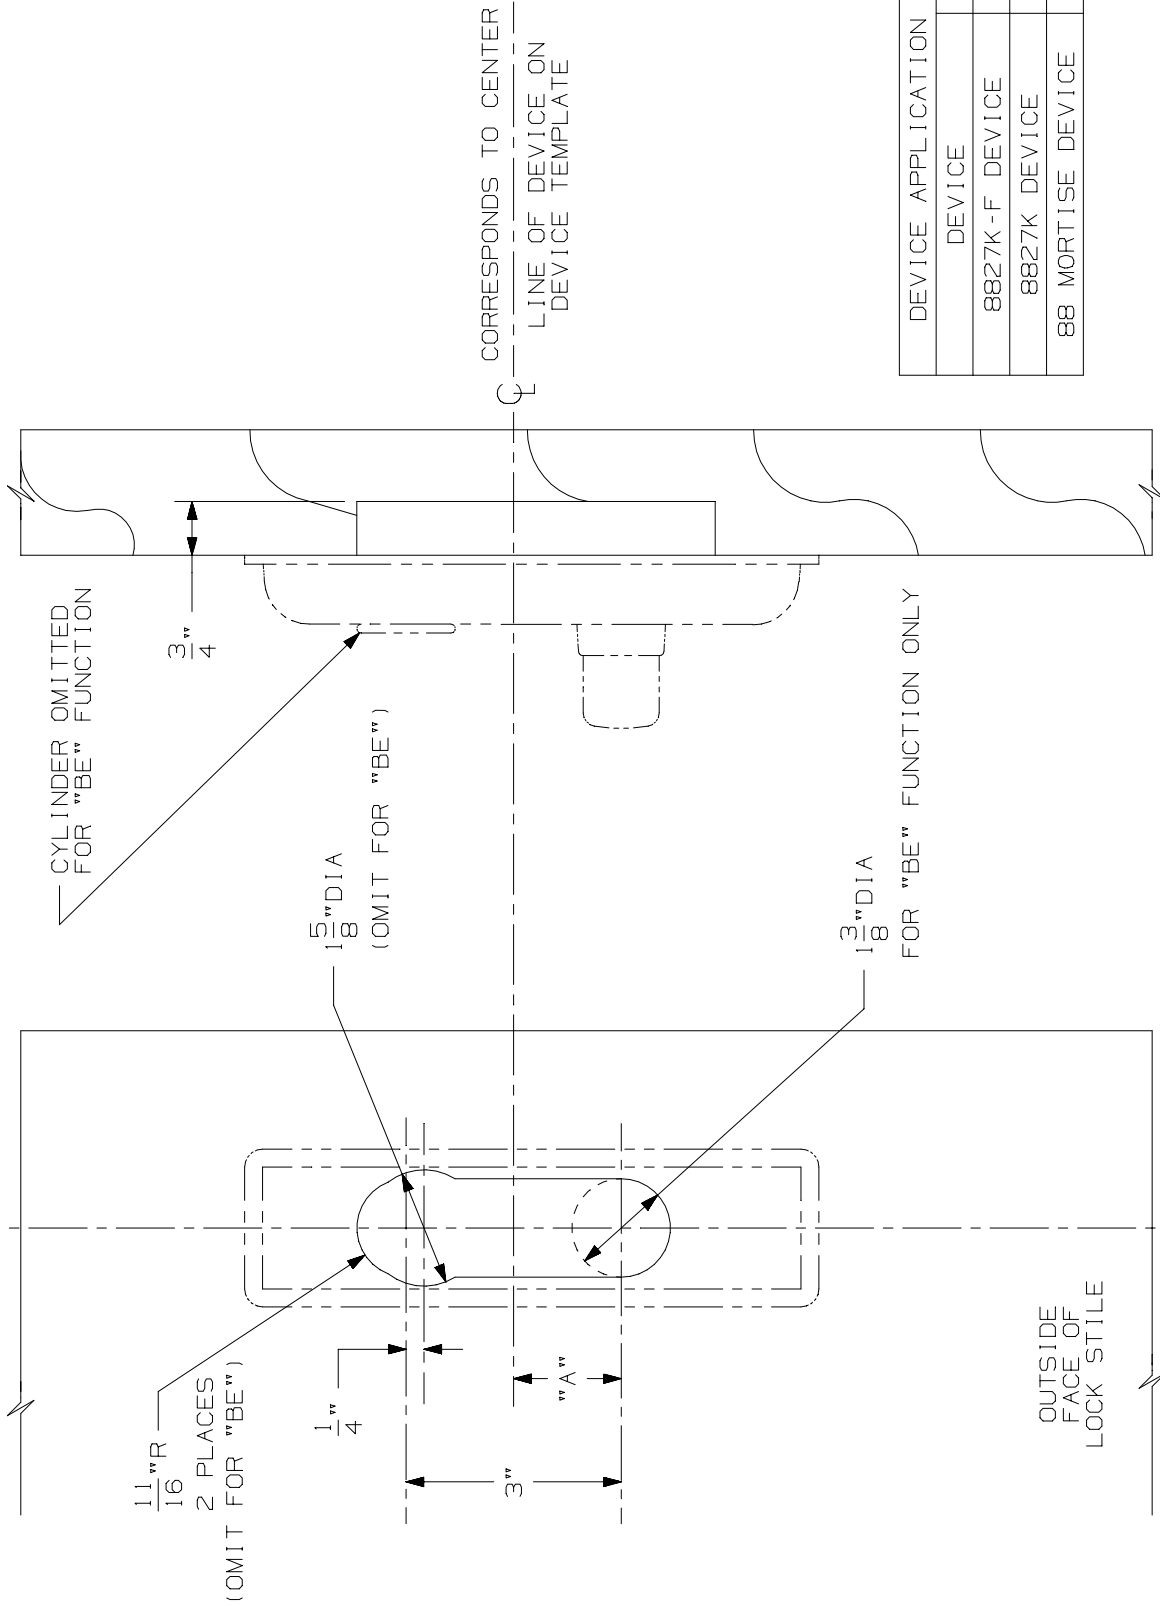 11"R
16
2 PLACES
(OMIT FOR "BE")
1"
4
3"
"A"
CYLINDER OMITTED
FOR "BE" FUNCTION
1 5"DIA
8
(OMIT FOR "BE")
3"
4
1 3"DIA
8
FOR "BE" FUNCTION ONLY
OUTSIDE
FACE OF
LOCK STILE
CL
CORRESPONDS TO CENTER
LINE OF DEVICE ON
DEVICE TEMPLATE
DEVICE APPLICATION
DEVICE
8827K-F DEVICE
8827K DEVICE
88 MORTISE DEVICE